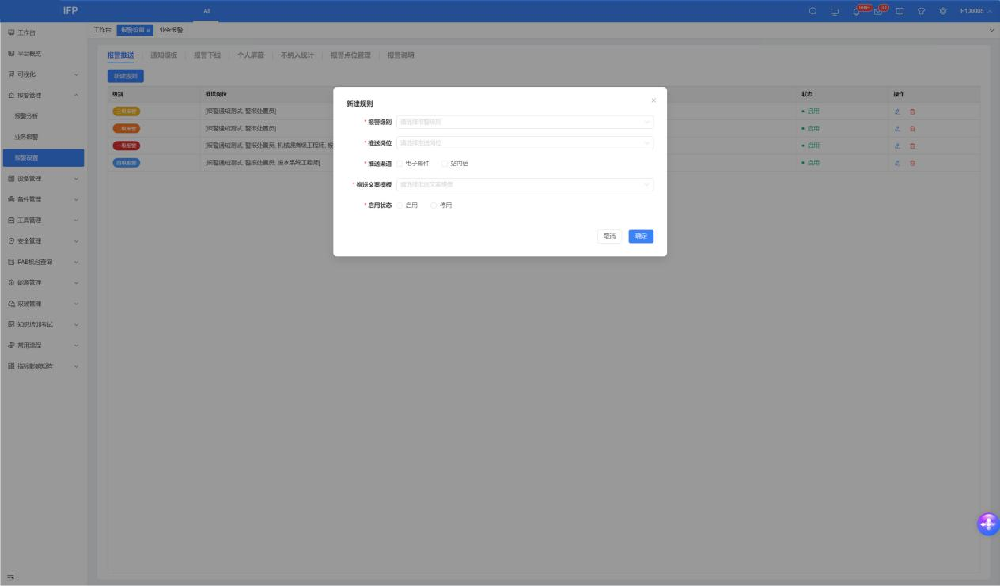 IFP
All
999+
30
F100005
工作台
报警设置 ×
业务报警
工作台
平台概览
可视化
报警管理
报警分析
业务报警
报警设置
设备管理
备件管理
工具管理
安全管理
FAB机台查询
能源管理
双碳管理
知识培训考试
常用流程
指标影响矩阵
报警推送
通知模板
报警下线
个人屏蔽
不纳入统计
报警点位管理
报警说明
新建规则
级别
推送岗位
状态
操作
三级报警
[报警通知测试, 警报处置员]
启用
二级报警
[报警通知测试, 警报处置员]
启用
一级报警
[报警通知测试, 警报处置员, 机械课高级工程师, 废
启用
四级报警
[报警通知测试, 警报处置员, 废水系统工程师]
启用
新建规则
* 报警级别 请选择报警级别
* 推送岗位 请选择推送岗位
* 推送渠道 电子邮件 站内信
* 推送文案模板 请选择推送文案模板
* 启用状态 启用 停用
取消 确定